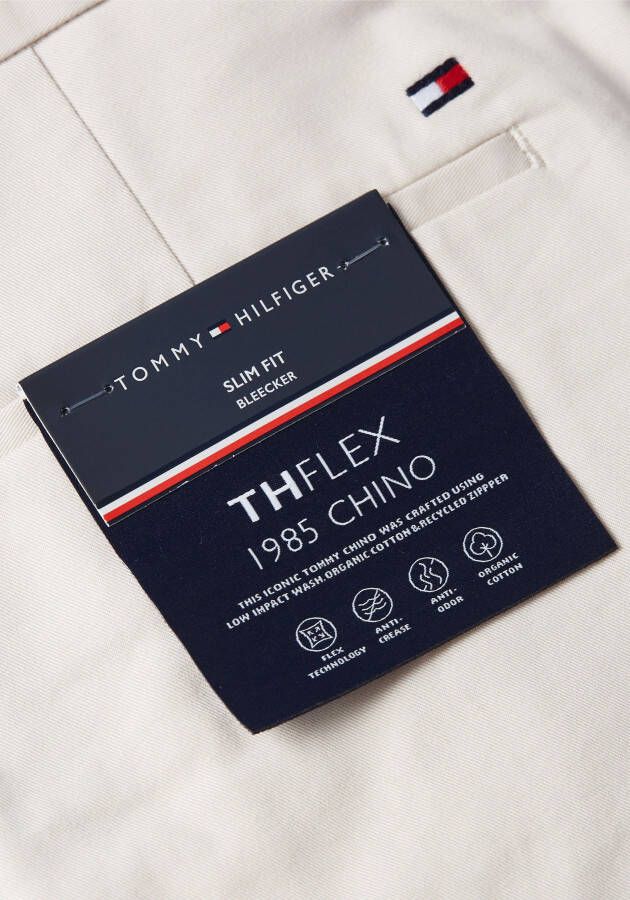 TOMMY HILFIGER
SLIM FIT
BLEECKER
THFLEX
1985 CHINO
THIS ICONIC TOMMY CHINO WAS CRAFTED USING
LOW IMPACT WASH.ORGANIC COTTON&RECYCLED ZIPPPER
FLEX
TECHNOLOGY
ANTI-
CREASE
ANTI-
ODOR
ORGANIC
COTTON